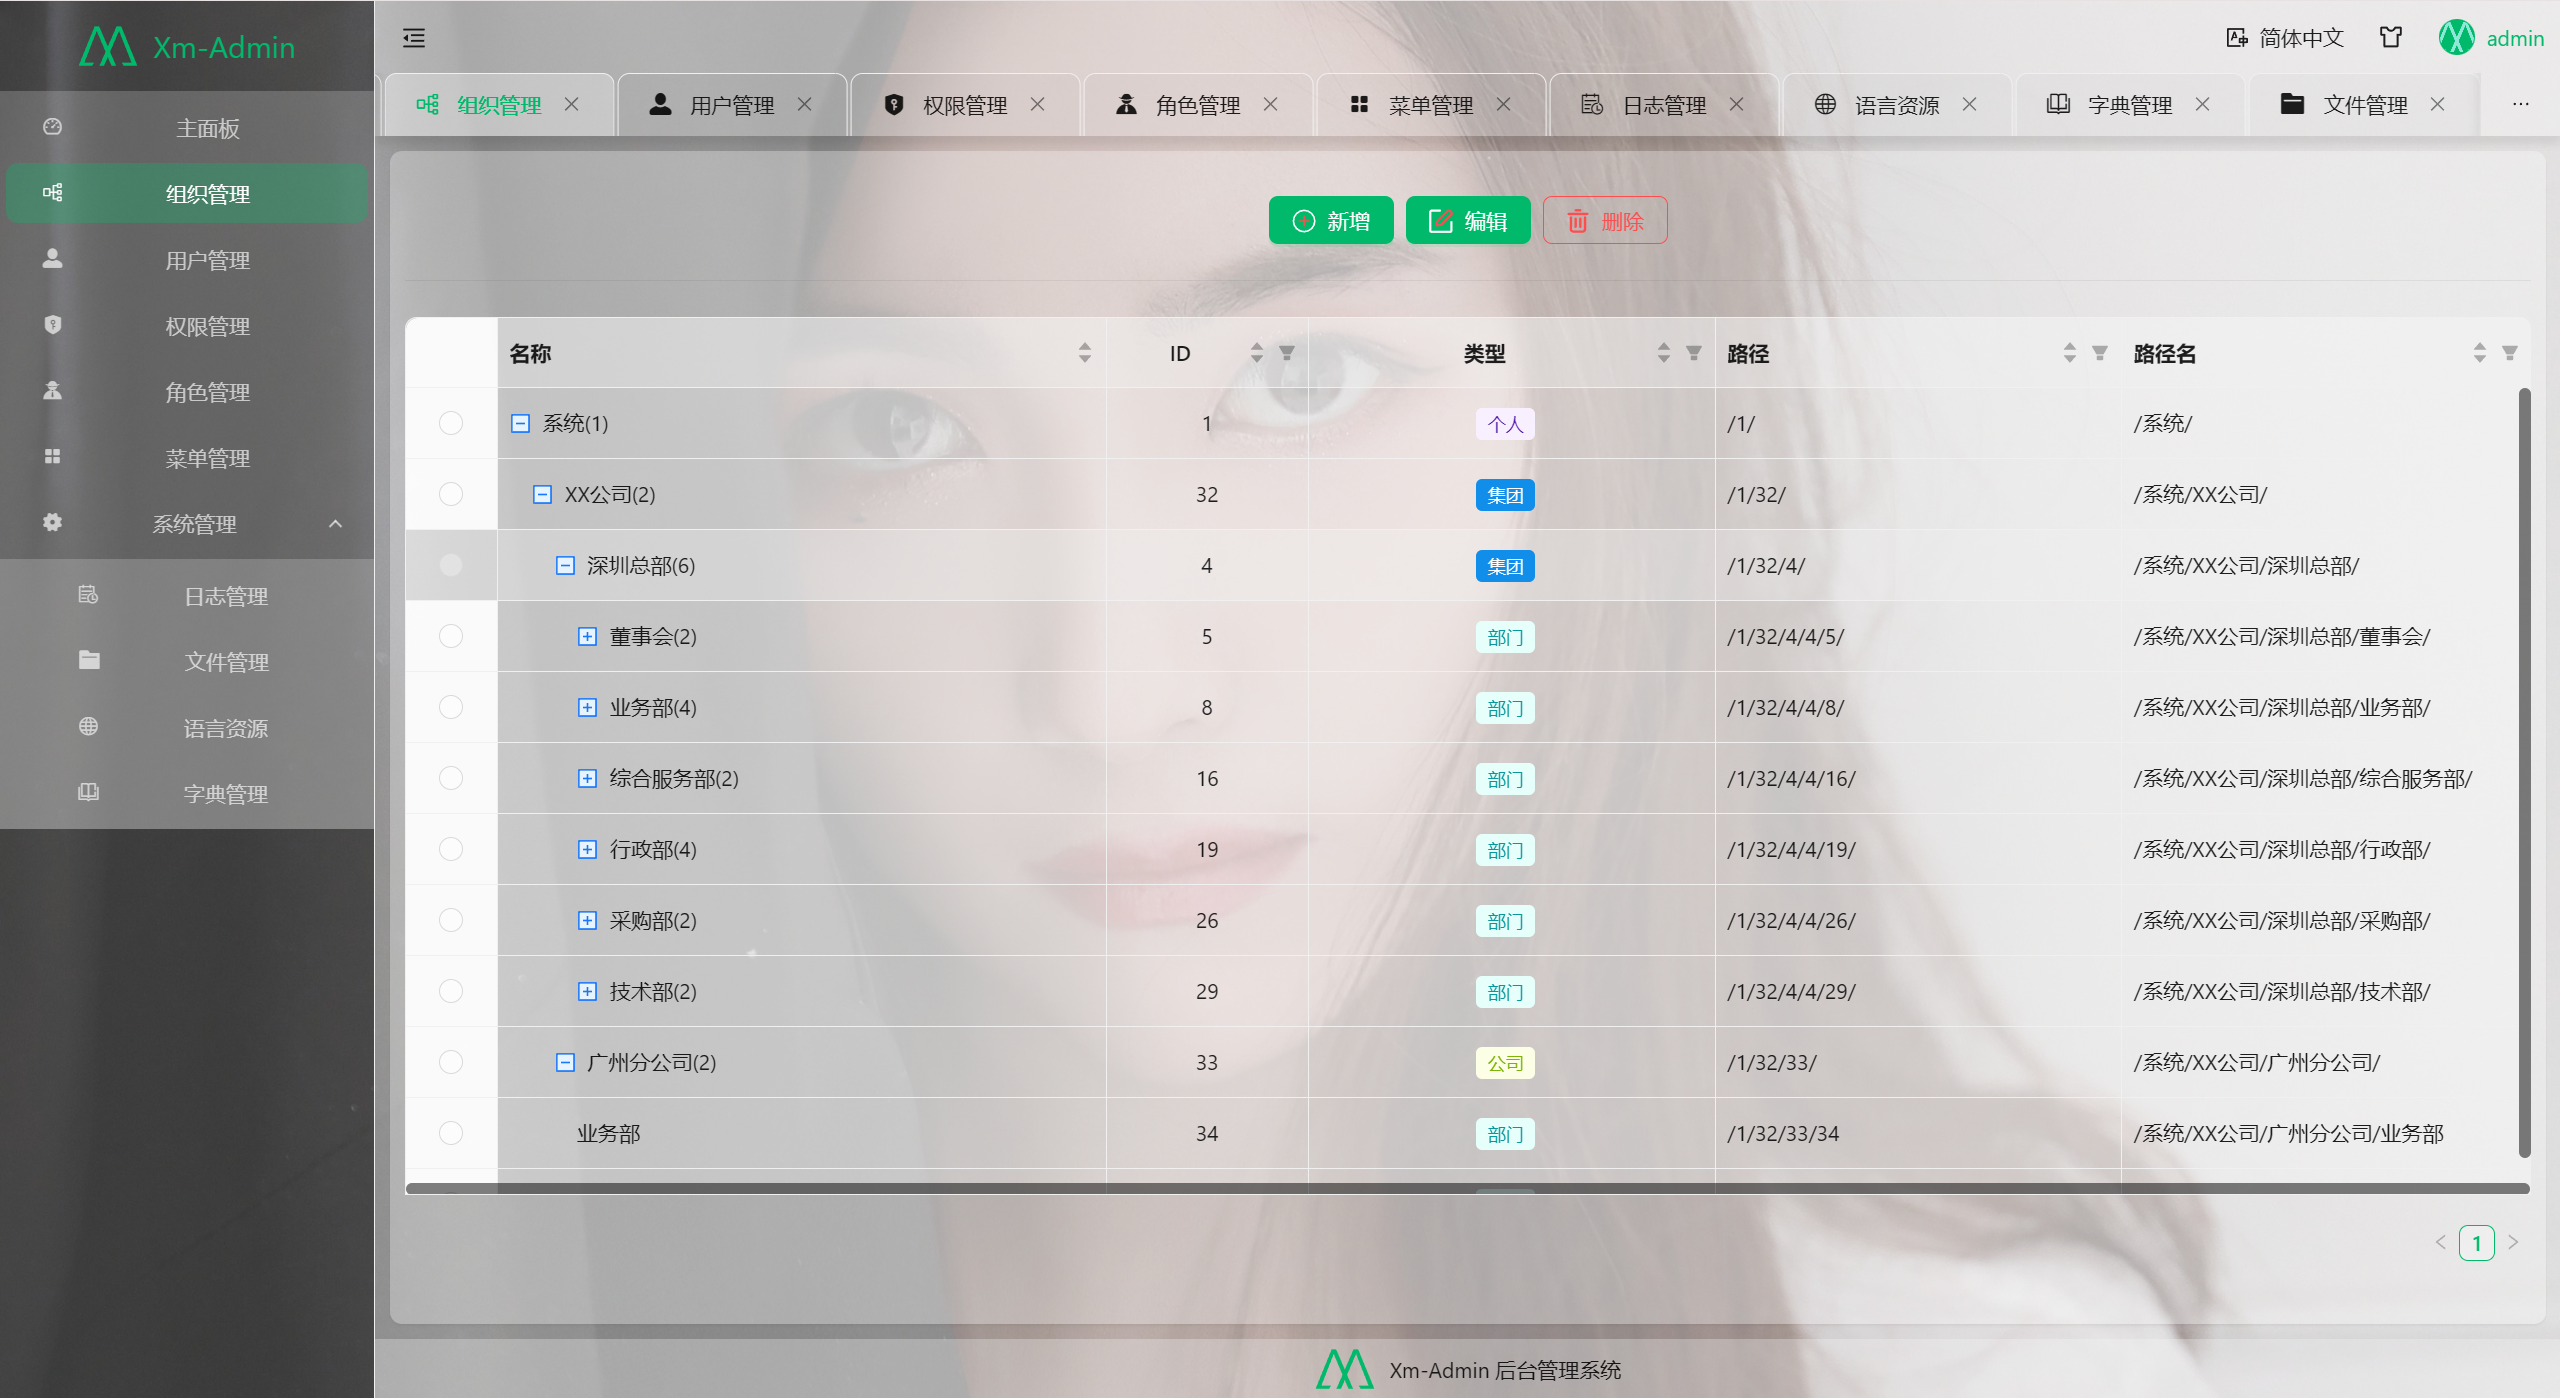 Xm-Admin
简体中文
admin
组织管理
用户管理
权限管理
角色管理
菜单管理
日志管理
语言资源
字典管理
文件管理
主面板
组织管理
用户管理
权限管理
角色管理
菜单管理
系统管理
日志管理
文件管理
语言资源
字典管理
新增 编辑 删除
名称 ID 类型 路径 路径名
系统(1) 1 个人 /1/ /系统/
XX公司(2) 32 集团 /1/32/ /系统/XX公司/
深圳总部(6) 4 集团 /1/32/4/ /系统/XX公司/深圳总部/
董事会(2) 5 部门 /1/32/4/4/5/ /系统/XX公司/深圳总部/董事会/
业务部(4) 8 部门 /1/32/4/4/8/ /系统/XX公司/深圳总部/业务部/
综合服务部(2) 16 部门 /1/32/4/4/16/ /系统/XX公司/深圳总部/综合服务部/
行政部(4) 19 部门 /1/32/4/4/19/ /系统/XX公司/深圳总部/行政部/
采购部(2) 26 部门 /1/32/4/4/26/ /系统/XX公司/深圳总部/采购部/
技术部(2) 29 部门 /1/32/4/4/29/ /系统/XX公司/深圳总部/技术部/
广州分公司(2) 33 公司 /1/32/33/ /系统/XX公司/广州分公司/
业务部 34 部门 /1/32/33/34 /系统/XX公司/广州分公司/业务部
1
Xm-Admin 后台管理系统